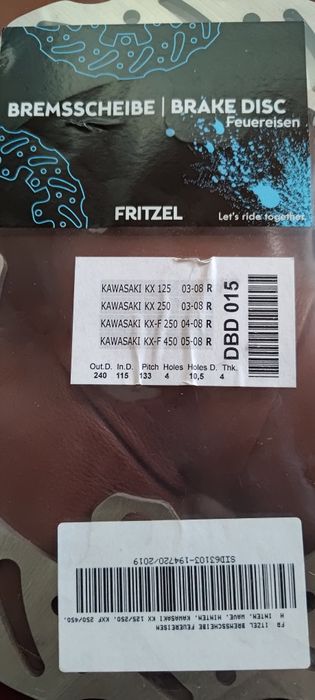 BREMSSCHEIBE | BRAKE DISC
Feuereisen
FRITZEL
Let's ride together
KAWASAKI KX 125 03-08 R
KAWASAKI KX 250 03-08 R
KAWASAKI KX-F 250 04-08 R
KAWASAKI KX-F 450 05-08 R
DBD 015
Out.D. In.D. Pitch Holes Holes D. Thk.
240 115 133 4 10,5 4
SID63103-194720/2019
FR ITZEL BREMSSCHEIBE FEUEREISEN
H INTEN, WAVE, HINTEN, KAWASAKI KX 125/250, KXF 250/450,